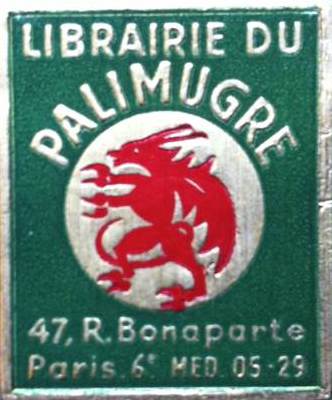 LIBRAIRIE DU
PALIMUGRE
47, R. Bonaparte
Paris. 6e MED. 05-29